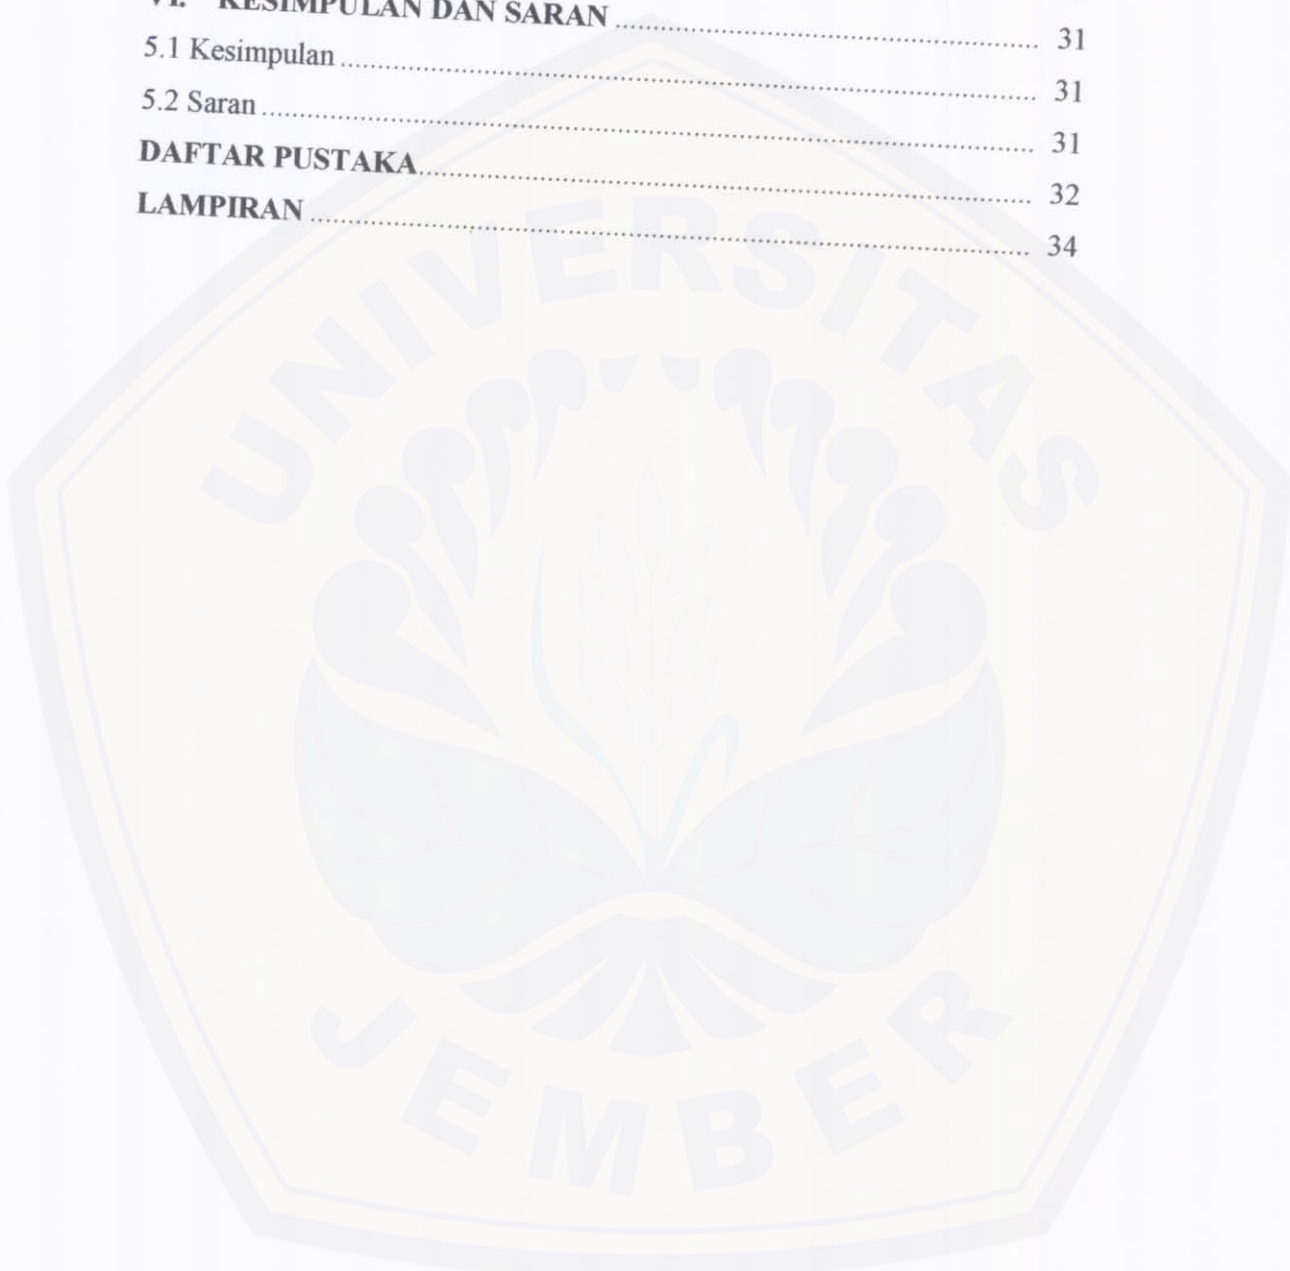 VI. KESIMPULAN DAN SARAN ........ 31
5.1 Kesimpulan ........ 31
5.2 Saran ........ 31
DAFTAR PUSTAKA ........ 32
LAMPIRAN ........ 34
UNIVERSITAS
JEMBER